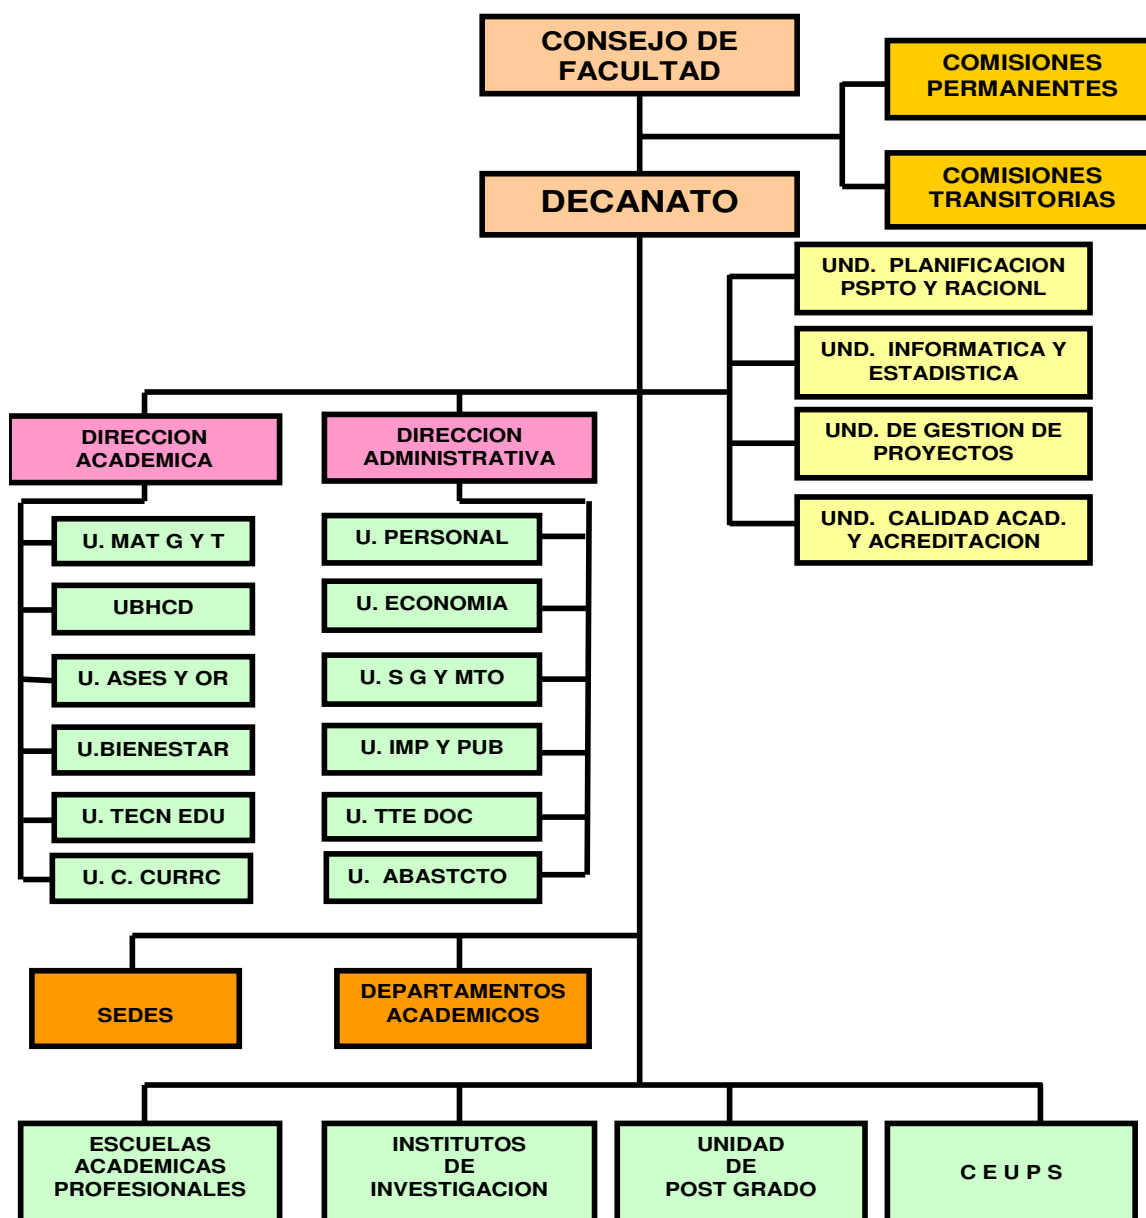 CONSEJO DE
FACULTAD
COMISIONES
PERMANENTES
COMISIONES
TRANSITORIAS
DECANATO
UND.  PLANIFICACION
PSPTO Y RACIONL
UND.  INFORMATICA Y
ESTADISTICA
UND. DE GESTION DE
PROYECTOS
UND.  CALIDAD ACAD.
Y ACREDITACION
DIRECCION
ACADEMICA
DIRECCION
ADMINISTRATIVA
U. MAT G Y T
UBHCD
U. ASES Y OR
U.BIENESTAR
U. TECN EDU
U. C. CURRC
U. PERSONAL
U. ECONOMIA
U. S G Y MTO
U. IMP Y PUB
U. TTE DOC
U.  ABASTCTO
SEDES
DEPARTAMENTOS
ACADEMICOS
ESCUELAS
ACADEMICAS
PROFESIONALES
INSTITUTOS
DE
INVESTIGACION
UNIDAD
DE
POST GRADO
C E U P S